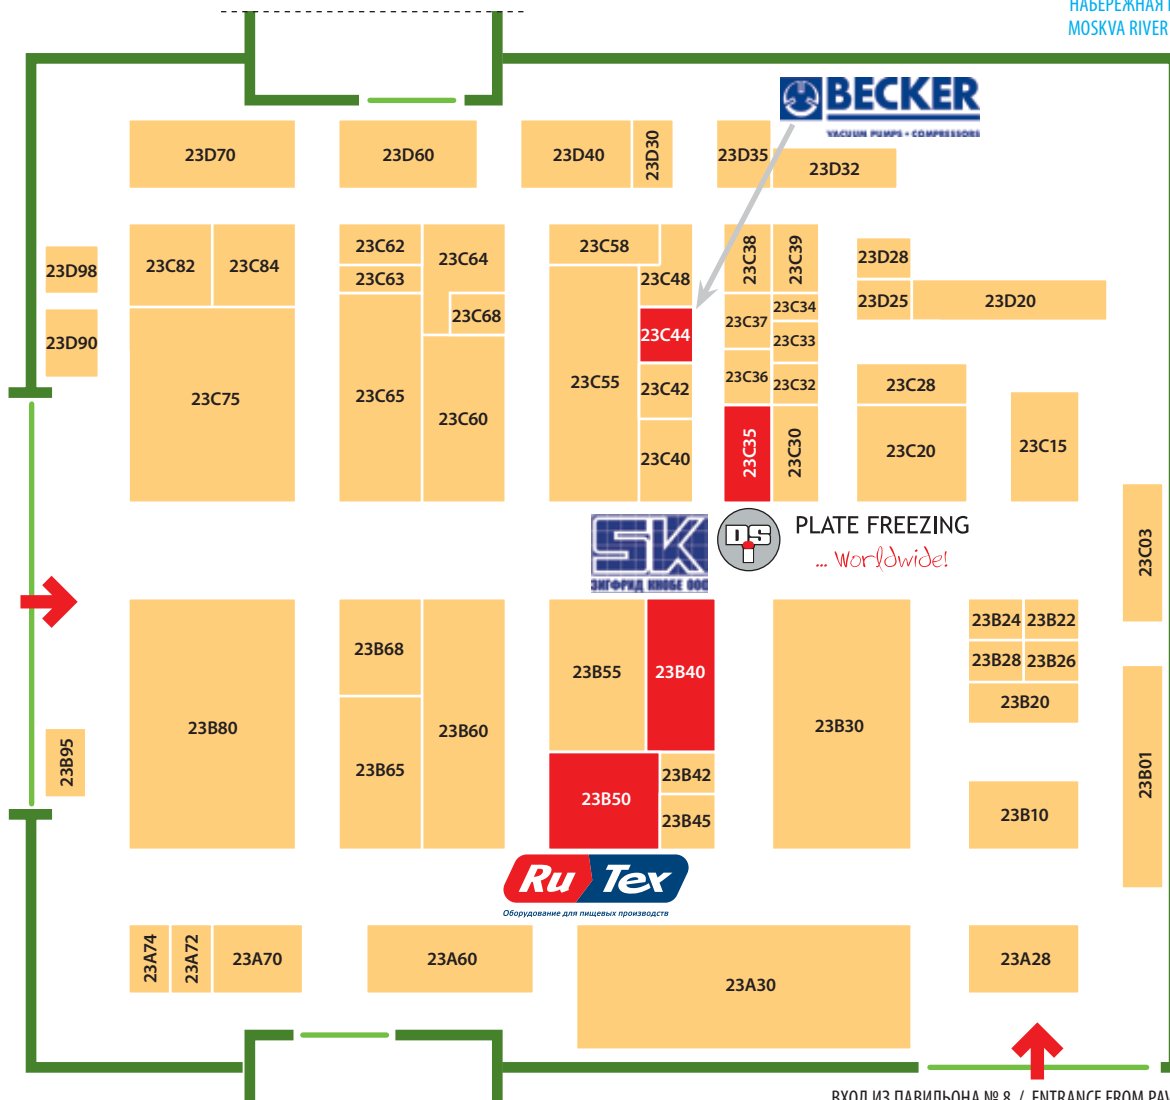 НАБЕРЕЖНАЯ
MOSKVA RIVER
BECKER
VACUUM PUMPS • COMPRESSORS
23D70
23D60
23D40
23D30
23D35
23D32
23D98
23D90
23C82
23C84
23C75
23C62
23C63
23C64
23C68
23C65
23C60
23C58
23C48
23C44
23C55
23C42
23C40
23C38
23C39
23C37
23C34
23C33
23C36
23C32
23C35
23C30
23D28
23D25
23D20
23C28
23C20
23C15
23C03
SK
ЗИГФРИД КНОБЕ ООО
DSI
PLATE FREEZING
... Worldwide!
23B80
23B95
23B68
23B65
23B60
23B55
23B40
23B50
23B42
23B45
23B30
23B24
23B22
23B28
23B26
23B20
23B10
23B01
Ru Tex
Оборудование для пищевых производств
23A74
23A72
23A70
23A60
23A30
23A28
ВХОД ИЗ ПАВИЛЬОНА № 8 / ENTRANCE FROM PAV